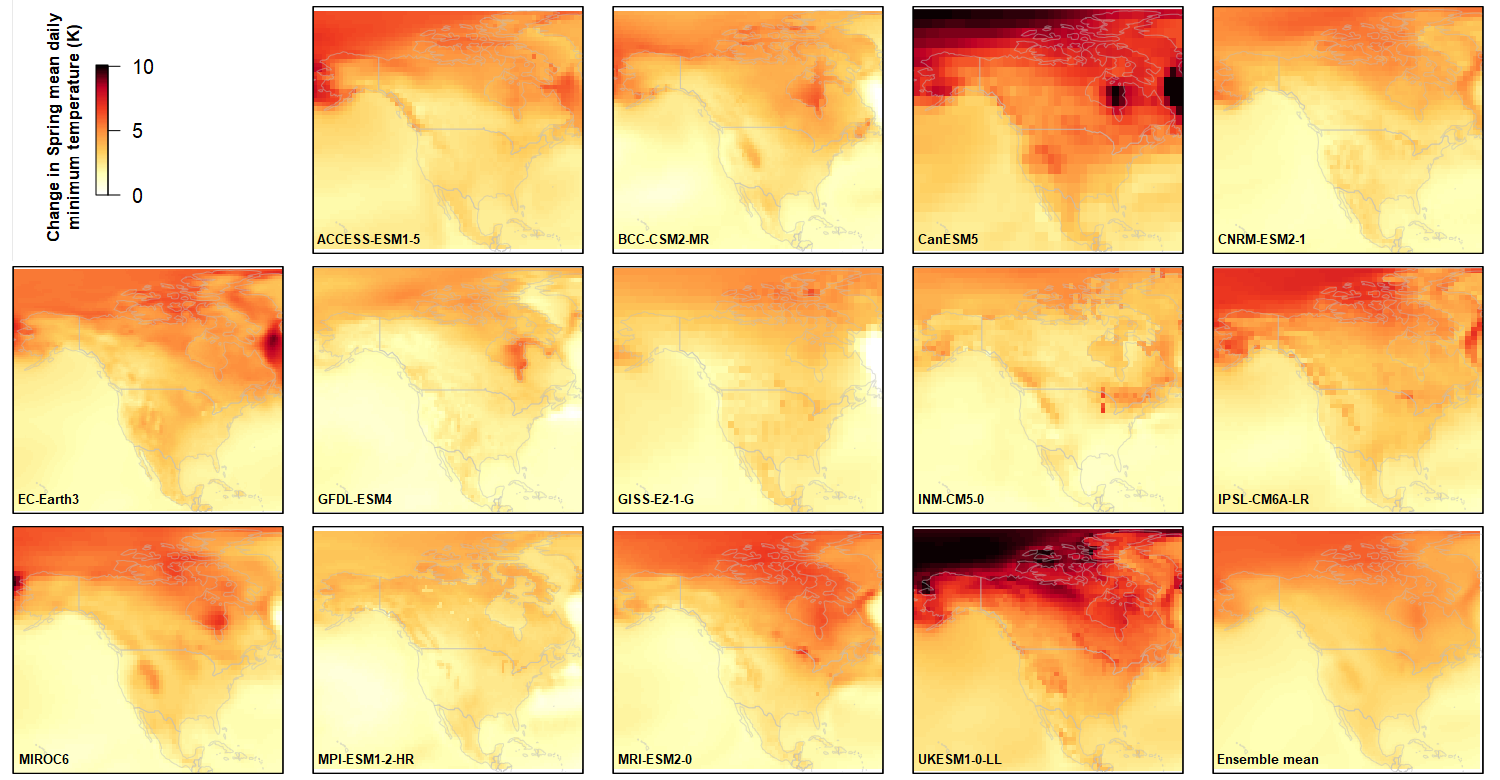 Change in Spring mean daily
minimum temperature (K)
10
5
0
ACCESS-ESM1-5
BCC-CSM2-MR
CanESM5
CNRM-ESM2-1
EC-Earth3
GFDL-ESM4
GISS-E2-1-G
INM-CM5-0
IPSL-CM6A-LR
MIROC6
MPI-ESM1-2-HR
MRI-ESM2-0
UKESM1-0-LL
Ensemble mean